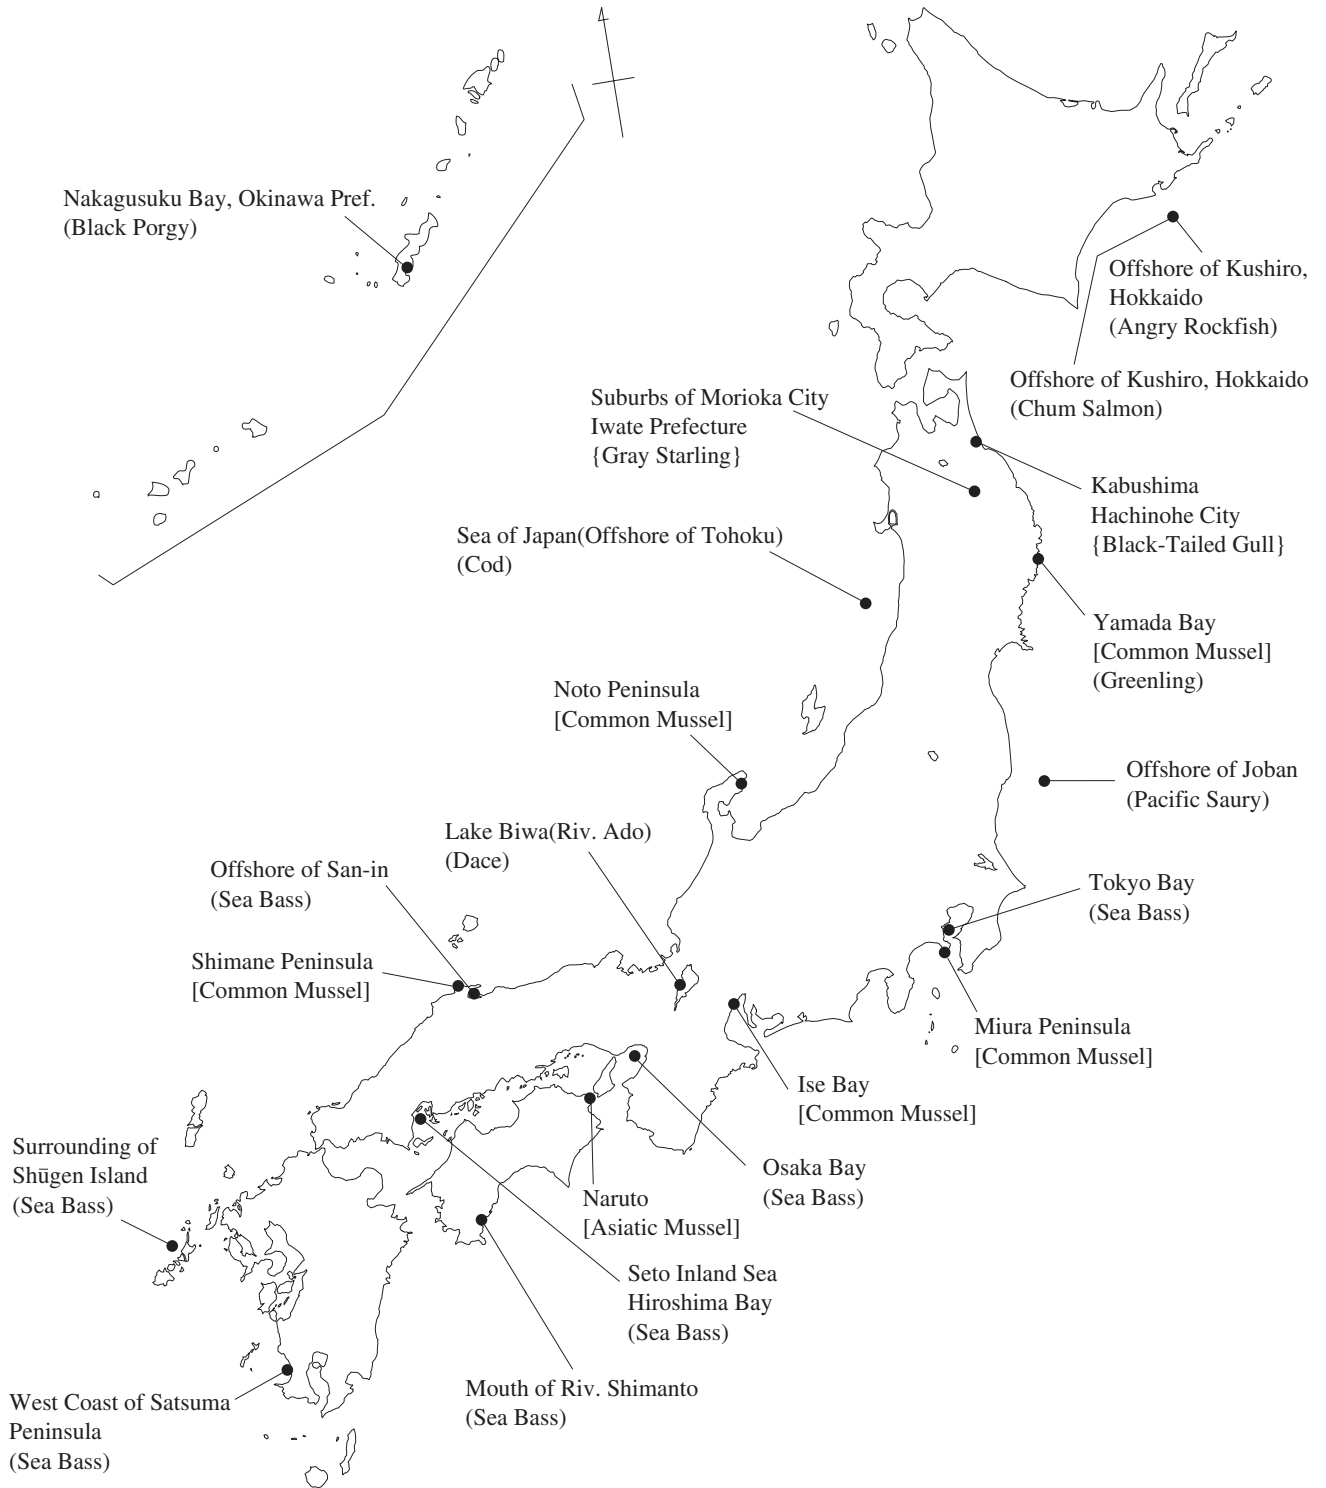 Nakagusuku Bay, Okinawa Pref.
(Black Porgy)
Offshore of Kushiro,
Hokkaido
(Angry Rockfish)
Offshore of Kushiro, Hokkaido
(Chum Salmon)
Suburbs of Morioka City
Iwate Prefecture
{Gray Starling}
Kabushima
Hachinohe City
{Black-Tailed Gull}
Sea of Japan(Offshore of Tohoku)
(Cod)
Yamada Bay
[Common Mussel]
(Greenling)
Noto Peninsula
[Common Mussel]
Offshore of Joban
(Pacific Saury)
Lake Biwa(Riv. Ado)
(Dace)
Offshore of San-in
(Sea Bass)
Tokyo Bay
(Sea Bass)
Shimane Peninsula
[Common Mussel]
Miura Peninsula
[Common Mussel]
Ise Bay
[Common Mussel]
Surrounding of
Shūgen Island
(Sea Bass)
Osaka Bay
(Sea Bass)
Naruto
[Asiatic Mussel]
Seto Inland Sea
Hiroshima Bay
(Sea Bass)
Mouth of Riv. Shimanto
(Sea Bass)
West Coast of Satsuma
Peninsula
(Sea Bass)